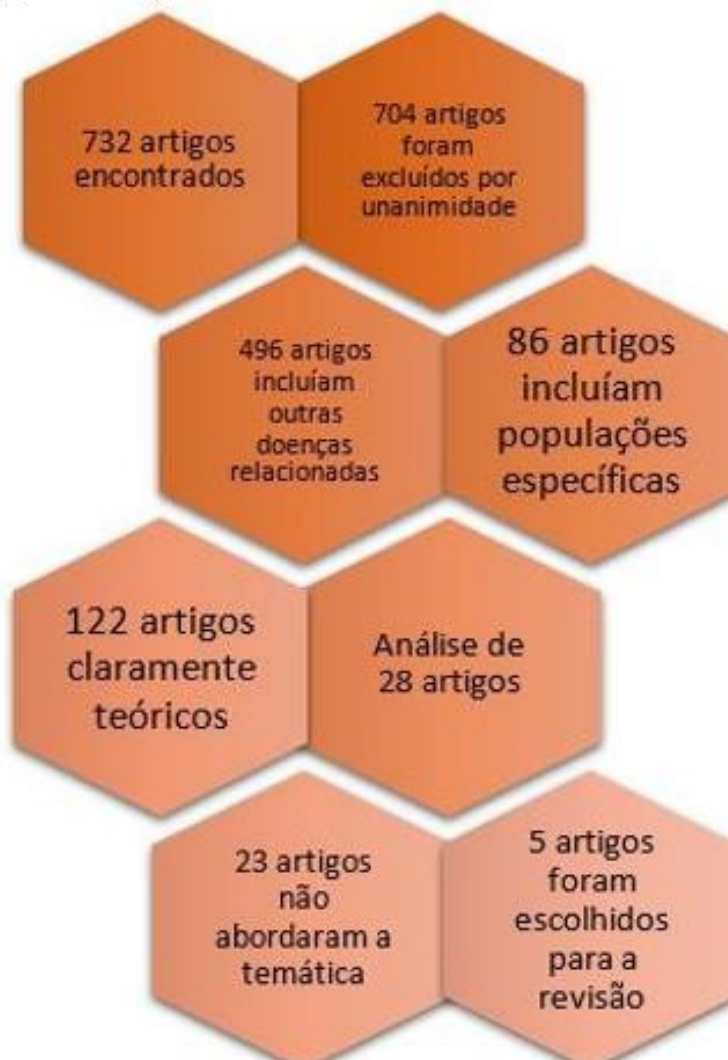 732 artigos
encontrados
704 artigos
foram
excluídos por
unanimidade
496 artigos
incluíam
outras
doenças
relacionadas
86 artigos
incluíam
populações
específicas
122 artigos
claramente
teóricos
Análise de
28 artigos
23 artigos
não
abordaram a
temática
5 artigos
foram
escolhidos
para a
revisão